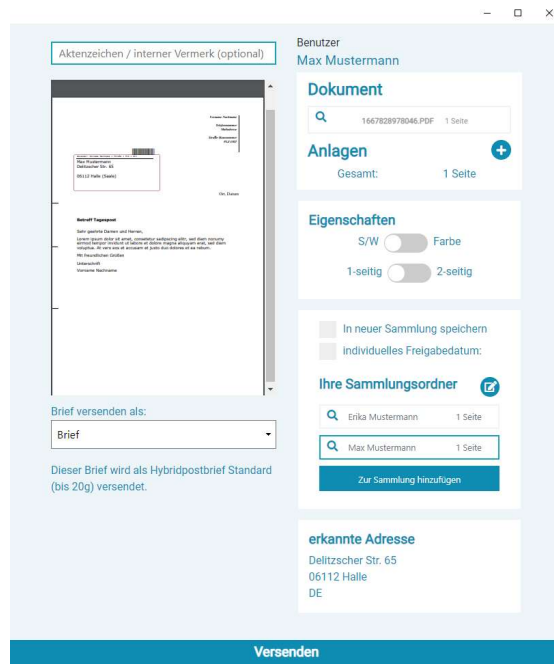 Aktenzeichen / interner Vermerk (optional)
Max Mustermann
Delitzscher Str. 65
06112 Halle (Saale)
Betreff Tagespost
Sehr geehrte Damen und Herren,
Mit freundlichen Grüßen
Unterschrift
Vorname Nachname
Brief versenden als:
Brief
Dieser Brief wird als Hybridpostbrief Standard
(bis 20g) versendet.
Benutzer
Max Mustermann
Dokument
1667828978046.PDF 1 Seite
Anlagen
Gesamt: 1 Seite
Eigenschaften
S/W Farbe
1-seitig 2-seitig
In neuer Sammlung speichern
individuelles Freigabedatum:
Ihre Sammlungsordner
Erika Mustermann 1 Seite
Max Mustermann 1 Seite
Zur Sammlung hinzufügen
erkannte Adresse
Delitzscher Str. 65
06112 Halle
DE
Versenden